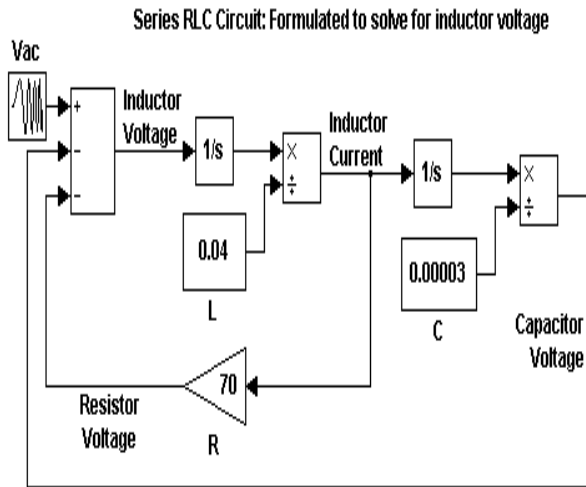 Series RLC Circuit: Formulated to solve for inductor voltage
Vac
+
−
−
Inductor
Voltage
1/s
×
÷
Inductor
Current
1/s
×
÷
0.04
L
0.00003
C
Capacitor
Voltage
70
R
Resistor
Voltage